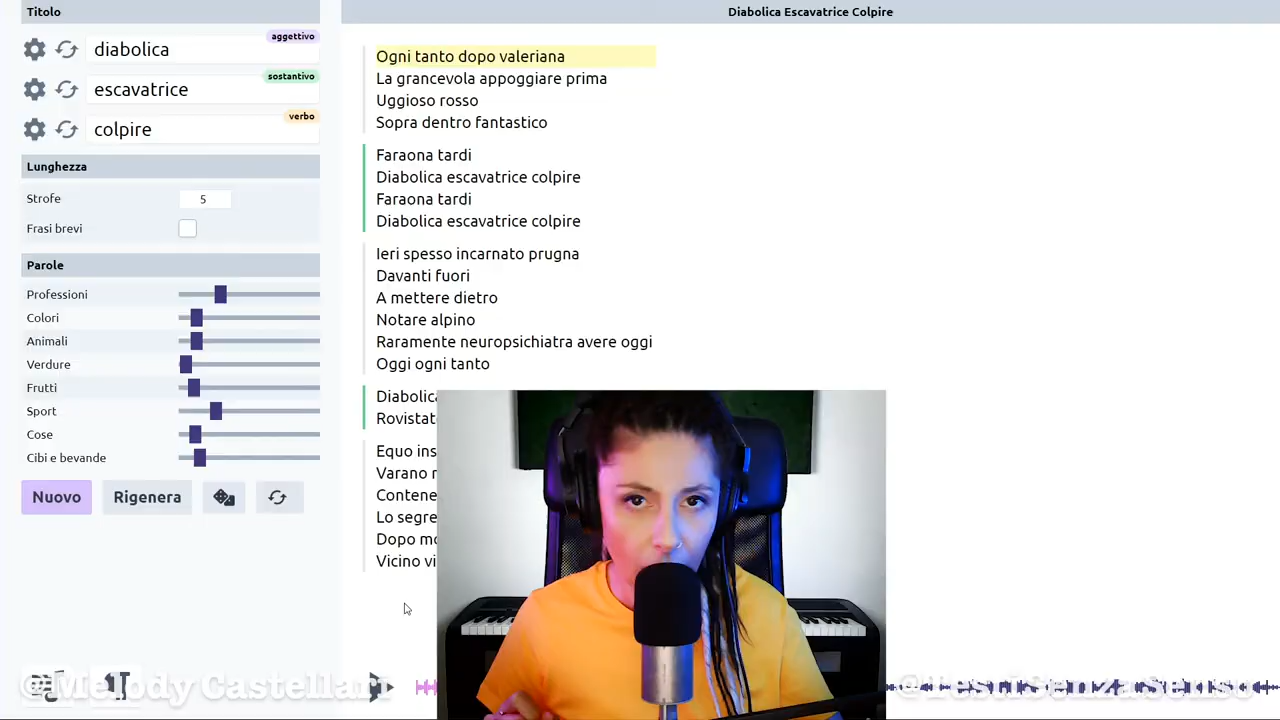 Titolo
diabolica
aggettivo
escavatrice
sostantivo
colpire
verbo
Lunghezza
Strofe 5
Frasi brevi
Parole
Professioni
Colori
Animali
Verdure
Frutti
Sport
Cose
Cibi e bevande
Nuovo Rigenera
Diabolica Escavatrice Colpire
Ogni tanto dopo valeriana
La grancevola appoggiare prima
Uggioso rosso
Sopra dentro fantastico
Faraona tardi
Diabolica escavatrice colpire
Faraona tardi
Diabolica escavatrice colpire
Ieri spesso incarnato prugna
Davanti fuori
A mettere dietro
Notare alpino
Raramente neuropsichiatra avere oggi
Oggi ogni tanto
Diabolica
Rovistat
Equo ins
Varano
Contene
Lo segre
Dopo
Vicino vi
@MelodyCastellari
@TestiSenzaSenso